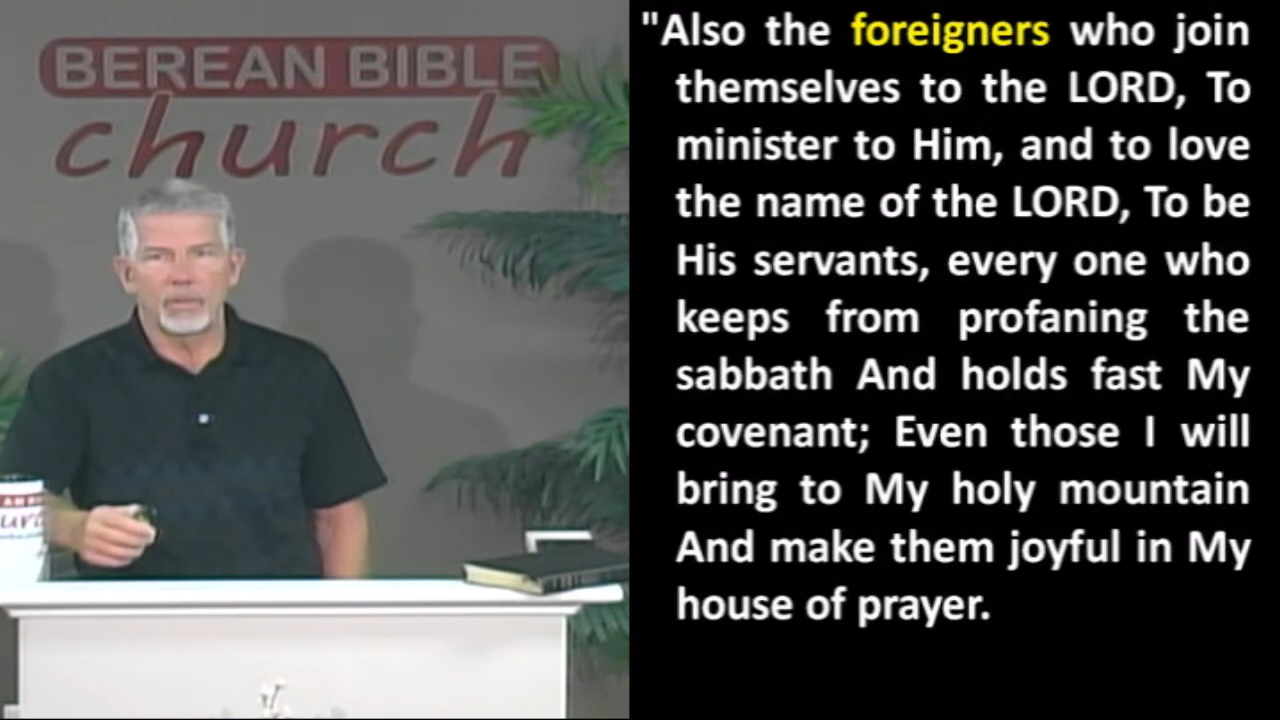 BEREAN BIBLE
church
"Also the foreigners who join
themselves to the LORD, To
minister to Him, and to love
the name of the LORD, To be
His servants, every one who
keeps from profaning the
sabbath And holds fast My
covenant; Even those I will
bring to My holy mountain
And make them joyful in My
house of prayer.